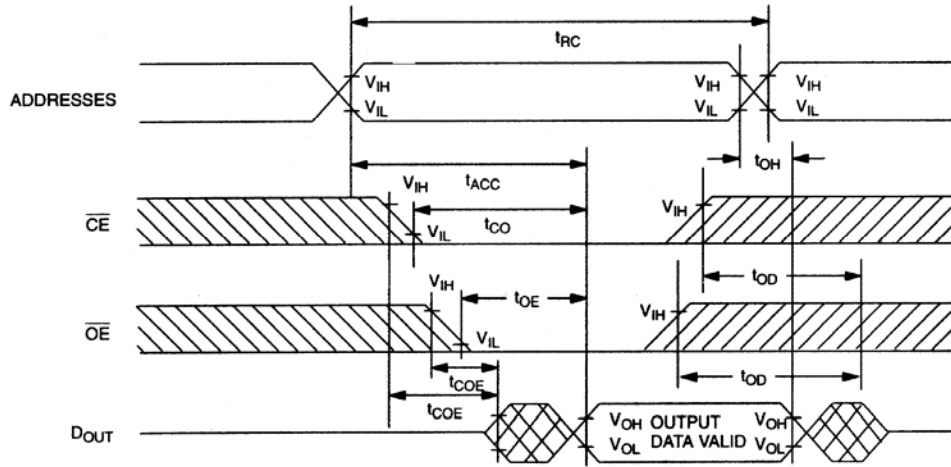 tRC
ADDRESSES
VIH VIH VIH
VIL VIL VIL
tOH
tACC
VIH
VIH
CE
tCO
VIL
tOD
tOE
VIH
VIH
OE
VIL
tCOE
tOD
tCOE
DOUT
VOH OUTPUT VOH
VOL DATA VALID VOL